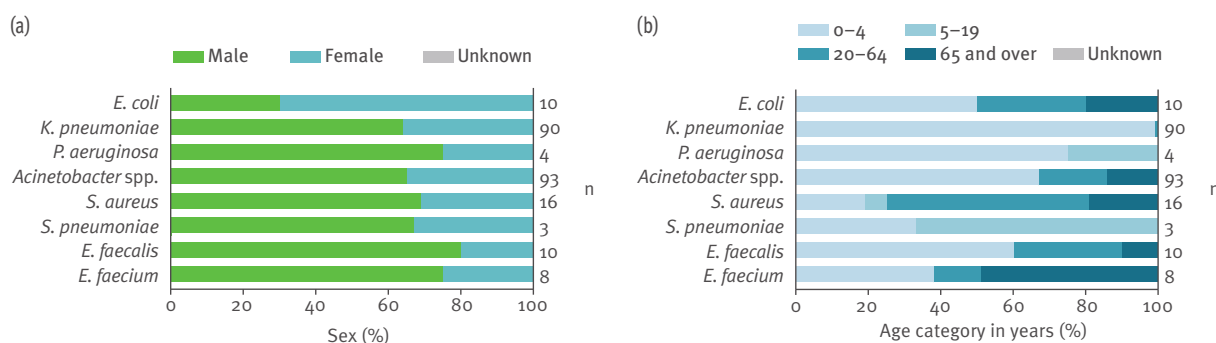 (a)
Male Female Unknown
E. coli 10
K. pneumoniae 90
P. aeruginosa 4
Acinetobacter spp. 93
S. aureus 16
S. pneumoniae 3
E. faecalis 10
E. faecium 8
n
0 20 40 60 80 100
Sex (%)
(b)
0–4 5–19
20–64 65 and over Unknown
E. coli 10
K. pneumoniae 90
P. aeruginosa 4
Acinetobacter spp. 93
S. aureus 16
S. pneumoniae 3
E. faecalis 10
E. faecium 8
0 20 40 60 80 100
Age category in years (%)